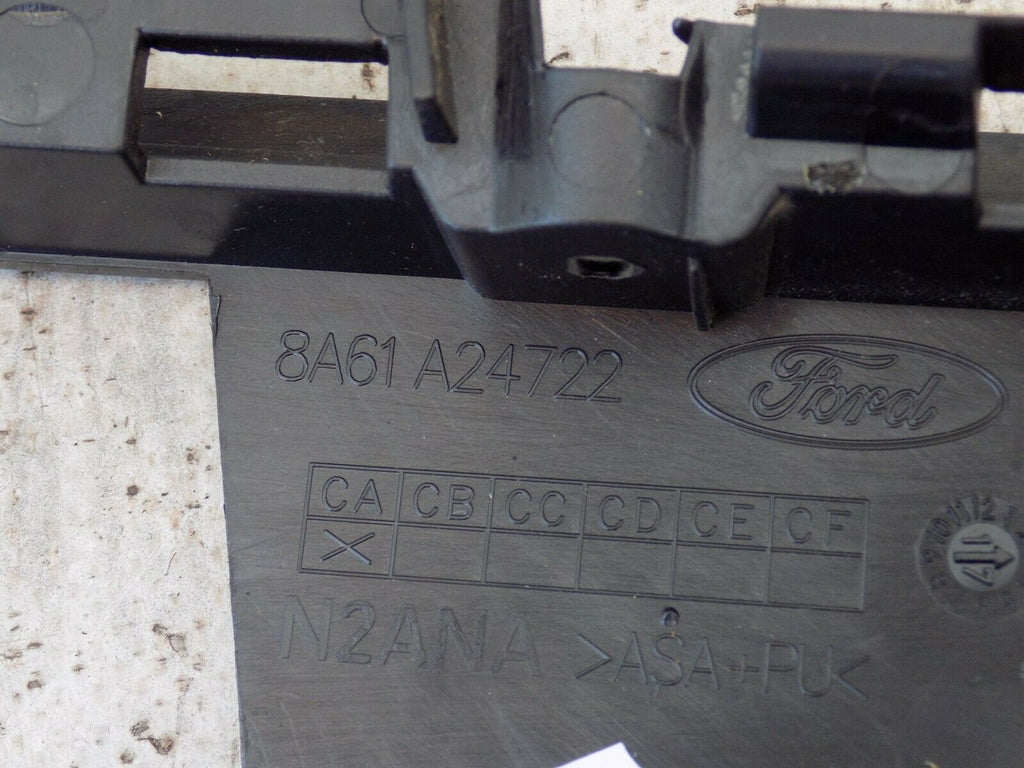 8A61 A24722
Ford
CA CB CC CD CE CF
X
N2ANA
>ASA+PU<